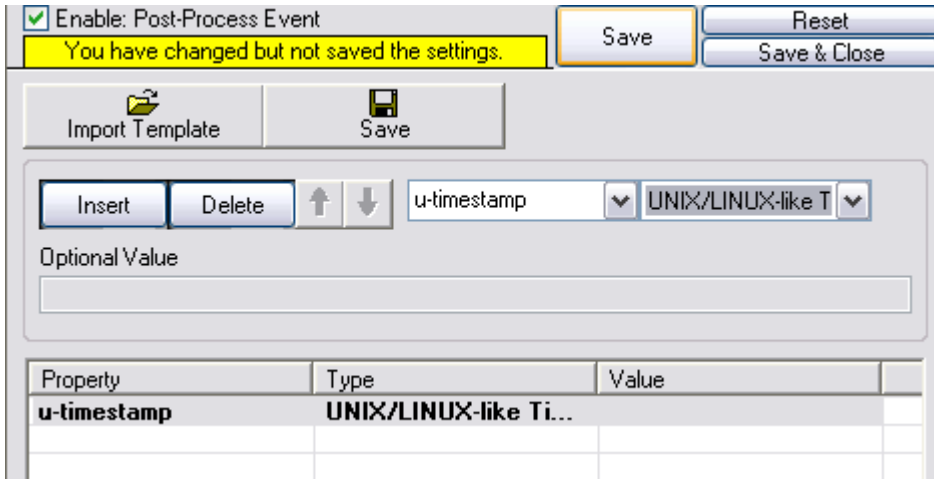 Enable: Post-Process Event
You have changed but not saved the settings.
Save
Reset
Save & Close
Import Template
Save
Insert
Delete
u-timestamp
UNIX/LINUX-like T
Optional Value
Property Type Value
u-timestamp UNIX/LINUX-like Ti...